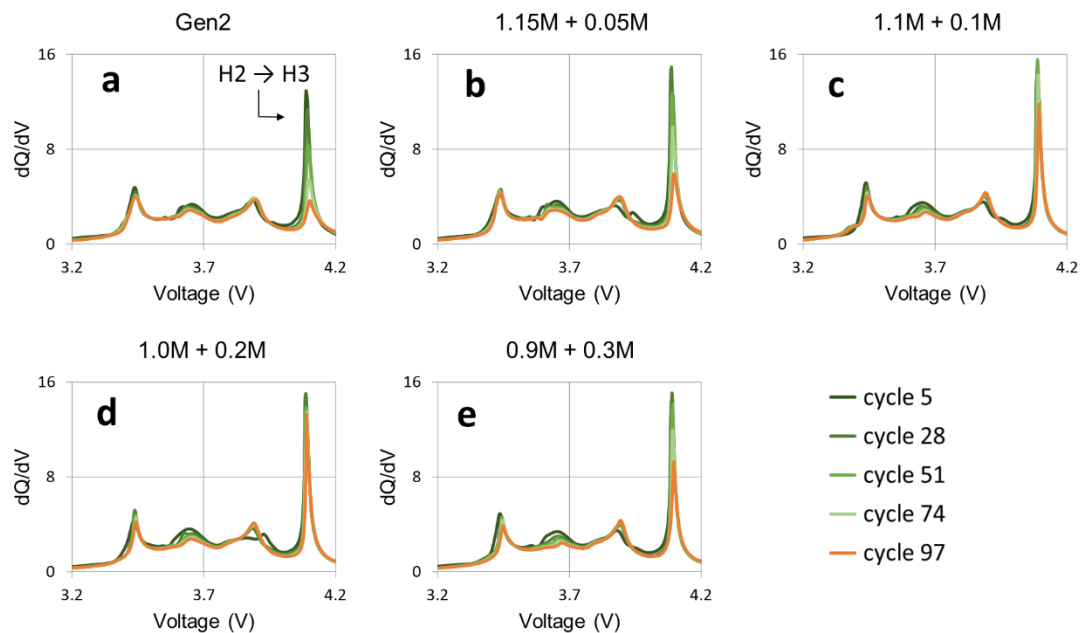 Gen2
1.15M + 0.05M
1.1M + 0.1M
16
a
H2 → H3
8
0
dQ/dV
3.2
3.7
4.2
Voltage (V)
16
b
8
0
dQ/dV
3.2
3.7
4.2
Voltage (V)
16
c
8
0
dQ/dV
3.2
3.7
4.2
Voltage (V)
1.0M + 0.2M
0.9M + 0.3M
16
d
8
0
dQ/dV
3.2
3.7
4.2
Voltage (V)
16
e
8
0
dQ/dV
3.2
3.7
4.2
Voltage (V)
cycle 5
cycle 28
cycle 51
cycle 74
cycle 97